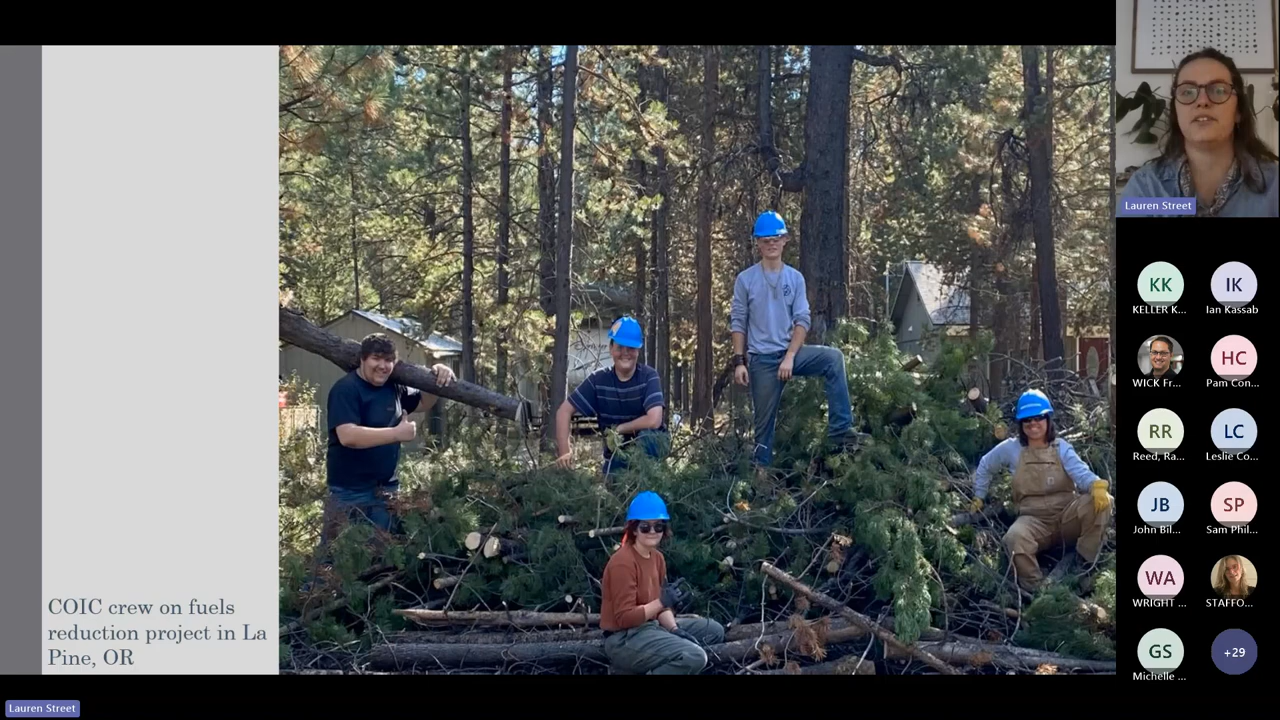 Lauren Street
KK
KELLER K...
IK
Ian Kassab
WICK Fr...
HC
Pam Con...
RR
Reed, Ra...
LC
Leslie Co...
JB
John Bil...
SP
Sam Phil...
WA
WRIGHT ...
STAFFO...
GS
Michelle ...
+29
COIC crew on fuels
reduction project in La
Pine, OR
Lauren Street